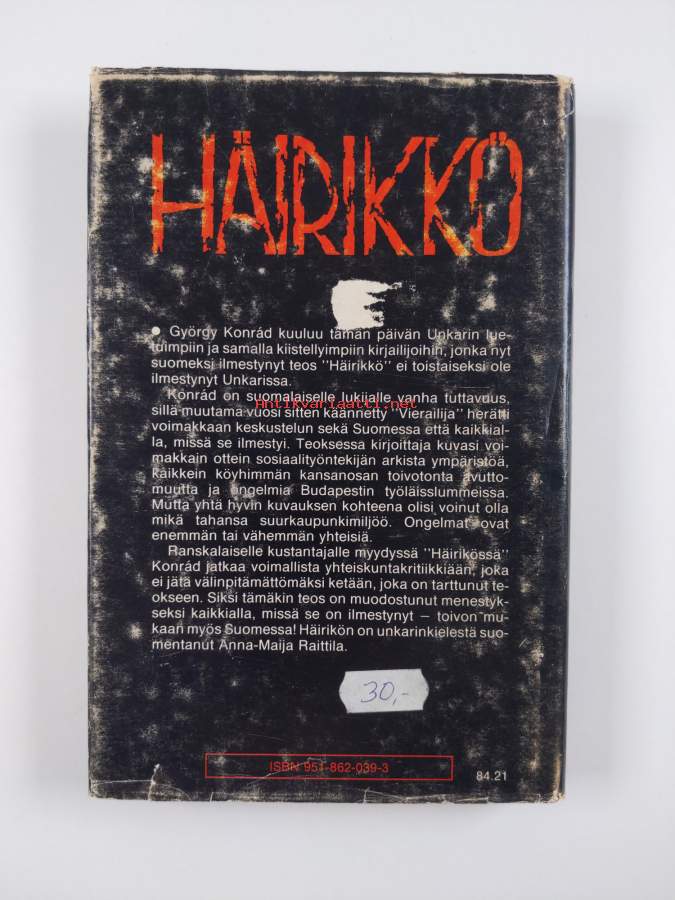 HÄIRIKKÖ
● György Konrád kuuluu tämän päivän Unkarin lue-
tuimpiin ja samalla kiistellyimpiin kirjailijoihin, jonka nyt
suomeksi ilmestynyt teos "Häirikkö" ei toistaiseksi ole
ilmestynyt Unkarissa.
Konrád on suomalaiselle lukijalle vanha tuttavuus,
Antikvariaatti.net
sillä muutama vuosi sitten käännetty "Vierailija" herätti
voimakkaan keskustelun sekä Suomessa että kaikkial-
la, missä se ilmestyi. Teoksessa kirjoittaja kuvasi voi-
makkain ottein sosiaalityöntekijän arkista ympäristöä,
kaikkein köyhimmän kansanosan toivotonta avutto-
muutta ja ongelmia Budapestin työläisslummeissa.
Mutta yhtä hyvin kuvauksen kohteena olisi voinut olla
mikä tahansa suurkaupunkimiljöö. Ongelmat ovat
enemmän tai vähemmän yhteisiä.
Ranskalaiselle kustantajalle myydyssä "Häirikössä"
Konrád jatkaa voimallista yhteiskuntakritiikkiään, joka
ei jätä välinpitämättömäksi ketään, joka on tarttunut te-
okseen. Siksi tämäkin teos on muodostunut menestyk-
seksi kaikkialla, missä se on ilmestynyt – toivon mu-
kaan myös Suomessa! Häirikön on unkarinkielestä suo-
mentanut Anna-Maija Raittila.
30,-
ISBN 951-862-039-3
84.21